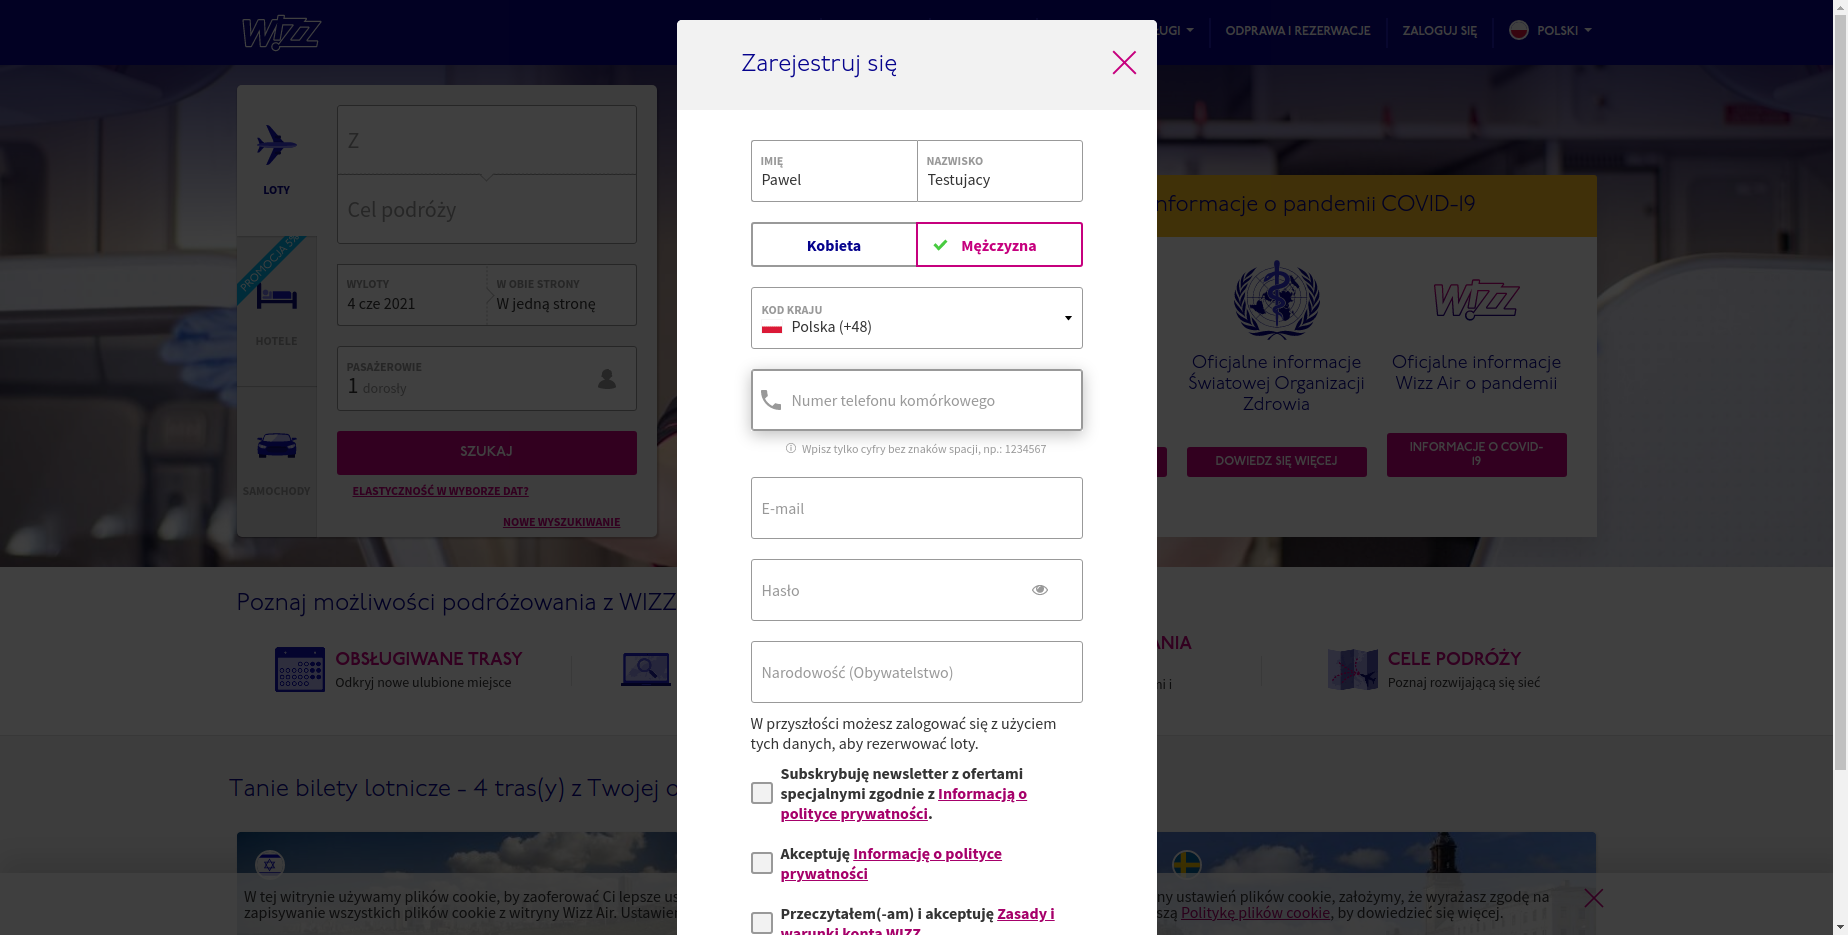 WIZZ
ŁUGI
ODPRAWA I REZERWACJE
ZALOGUJ SIĘ
POLSKI
Zarejestruj się
IMIĘ
Pawel
NAZWISKO
Testujacy
Kobieta
Mężczyzna
KOD KRAJU
Polska (+48)
Numer telefonu komórkowego
Wpisz tylko cyfry bez znaków spacji, np.: 1234567
E-mail
Hasło
Narodowość (Obywatelstwo)
W przyszłości możesz zalogować się z użyciem
tych danych, aby rezerwować loty.
Subskrybuję newsletter z ofertami
specjalnymi zgodnie z Informacją o
polityce prywatności.
Akceptuję Informację o polityce
prywatności
Przeczytałem(-am) i akceptuję Zasady i
warunki konta WIZZ
LOTY
Z
Cel podróży
PROMOCJA
HOTELE
SAMOCHODY
WYLOTY
4 cze 2021
W OBIE STRONY
W jedną stronę
PASAŻEROWIE
1 dorosły
SZUKAJ
ELASTYCZNOŚĆ W WYBORZE DAT?
NOWE WYSZUKIWANIE
nformacje o pandemii COVID-19
Oficjalne informacje
Światowej Organizacji
Zdrowia
DOWIEDZ SIĘ WIĘCEJ
WIZZ
Oficjalne informacje
Wizz Air o pandemii
INFORMACJE O COVID-
19
Poznaj możliwości podróżowania z WIZZ
OBSŁUGIWANE TRASY
Odkryj nowe ulubione miejsce
ANIA
ni i
CELE PODRÓŻY
Poznaj rozwijającą się sieć
Tanie bilety lotnicze - 4 tras(y) z Twojej o
W tej witrynie używamy plików cookie, by zaoferować Ci lepsze us
zapisywanie wszystkich plików cookie z witryny Wizz Air. Ustawien
ny ustawień plików cookie, założymy, że wyrażasz zgodę na
szą Politykę plików cookie, by dowiedzieć się więcej.